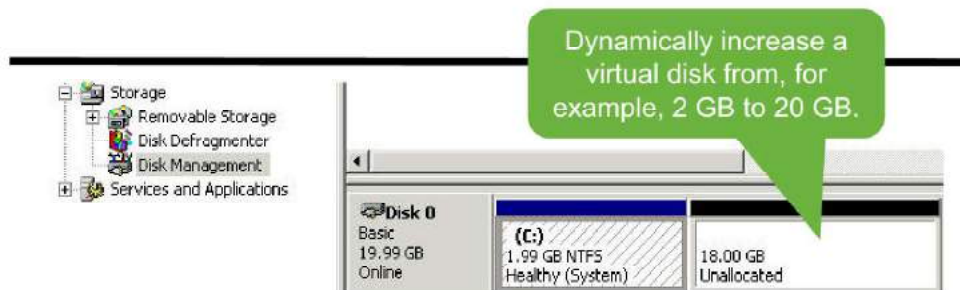 Dynamically increase a
virtual disk from, for
example, 2 GB to 20 GB.
Storage
Removable Storage
Disk Defragmenter
Disk Management
Services and Applications
Disk 0
Basic
19.99 GB
Online
(C:)
1.99 GB NTFS
Healthy (System)
18.00 GB
Unallocated